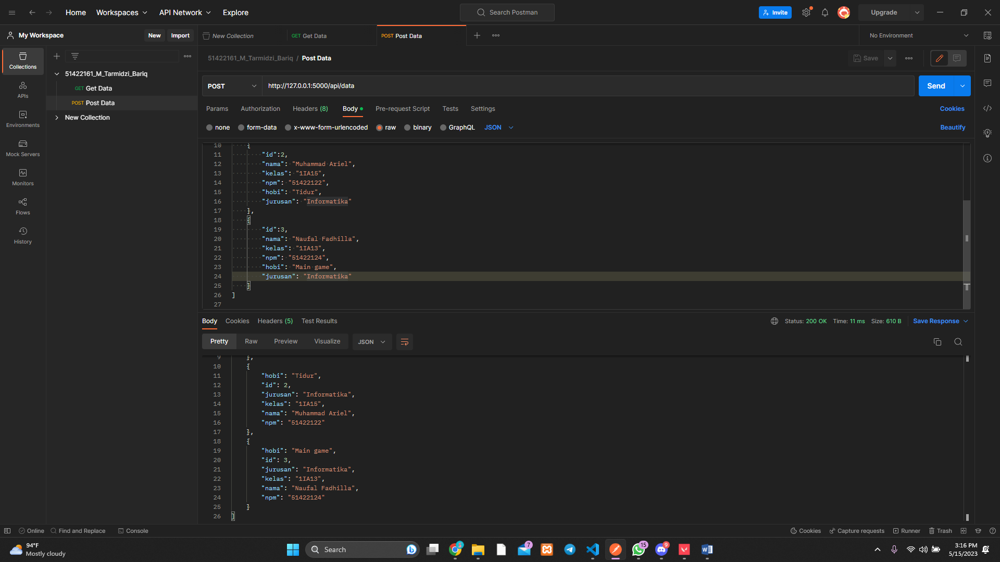 Home
Workspaces
API Network
Explore
Search Postman
Invite
Upgrade
My Workspace
New
Import
New Collection
GET Get Data
POST Post Data
No Environment
Collections
APIs
Environments
Mock Servers
Monitors
Flows
History
51422161_M_Tarmidzi_Bariq
GET Get Data
POST Post Data
New Collection
51422161_M_Tarmidzi_Bariq / Post Data
Save
POST
http://127.0.0.1:5000/api/data
Send
Params
Authorization
Headers (8)
Body
Pre-request Script
Tests
Settings
Cookies
none
form-data
x-www-form-urlencoded
raw
binary
GraphQL
JSON
Beautify
10 {
11 "id":2,
12 "nama": "Muhammad Ariel",
13 "kelas": "1IA15",
14 "npm": "51422122",
15 "hobi": "Tidur",
16 "jurusan": "Informatika"
17 },
18 {
19 "id":3,
20 "nama": "Naufal Fadhilla",
21 "kelas": "1IA13",
22 "npm": "51422124",
23 "hobi": "Main game",
24 "jurusan": "Informatika"
25 }
26 ]
27
Body
Cookies
Headers (5)
Test Results
Status: 200 OK
Time: 11 ms
Size: 610 B
Save Response
Pretty
Raw
Preview
Visualize
JSON
9 },
10 {
11 "hobi": "Tidur",
12 "id": 2,
13 "jurusan": "Informatika",
14 "kelas": "1IA15",
15 "nama": "Muhammad Ariel",
16 "npm": "51422122"
17 },
18 {
19 "hobi": "Main game",
20 "id": 3,
21 "jurusan": "Informatika",
22 "kelas": "1IA13",
23 "nama": "Naufal Fadhilla",
24 "npm": "51422124"
25 }
26 ]
Online
Find and Replace
Console
Cookies
Capture requests
Runner
Trash
94°F
Mostly cloudy
Search
7
15
9
3:16 PM
5/15/2023